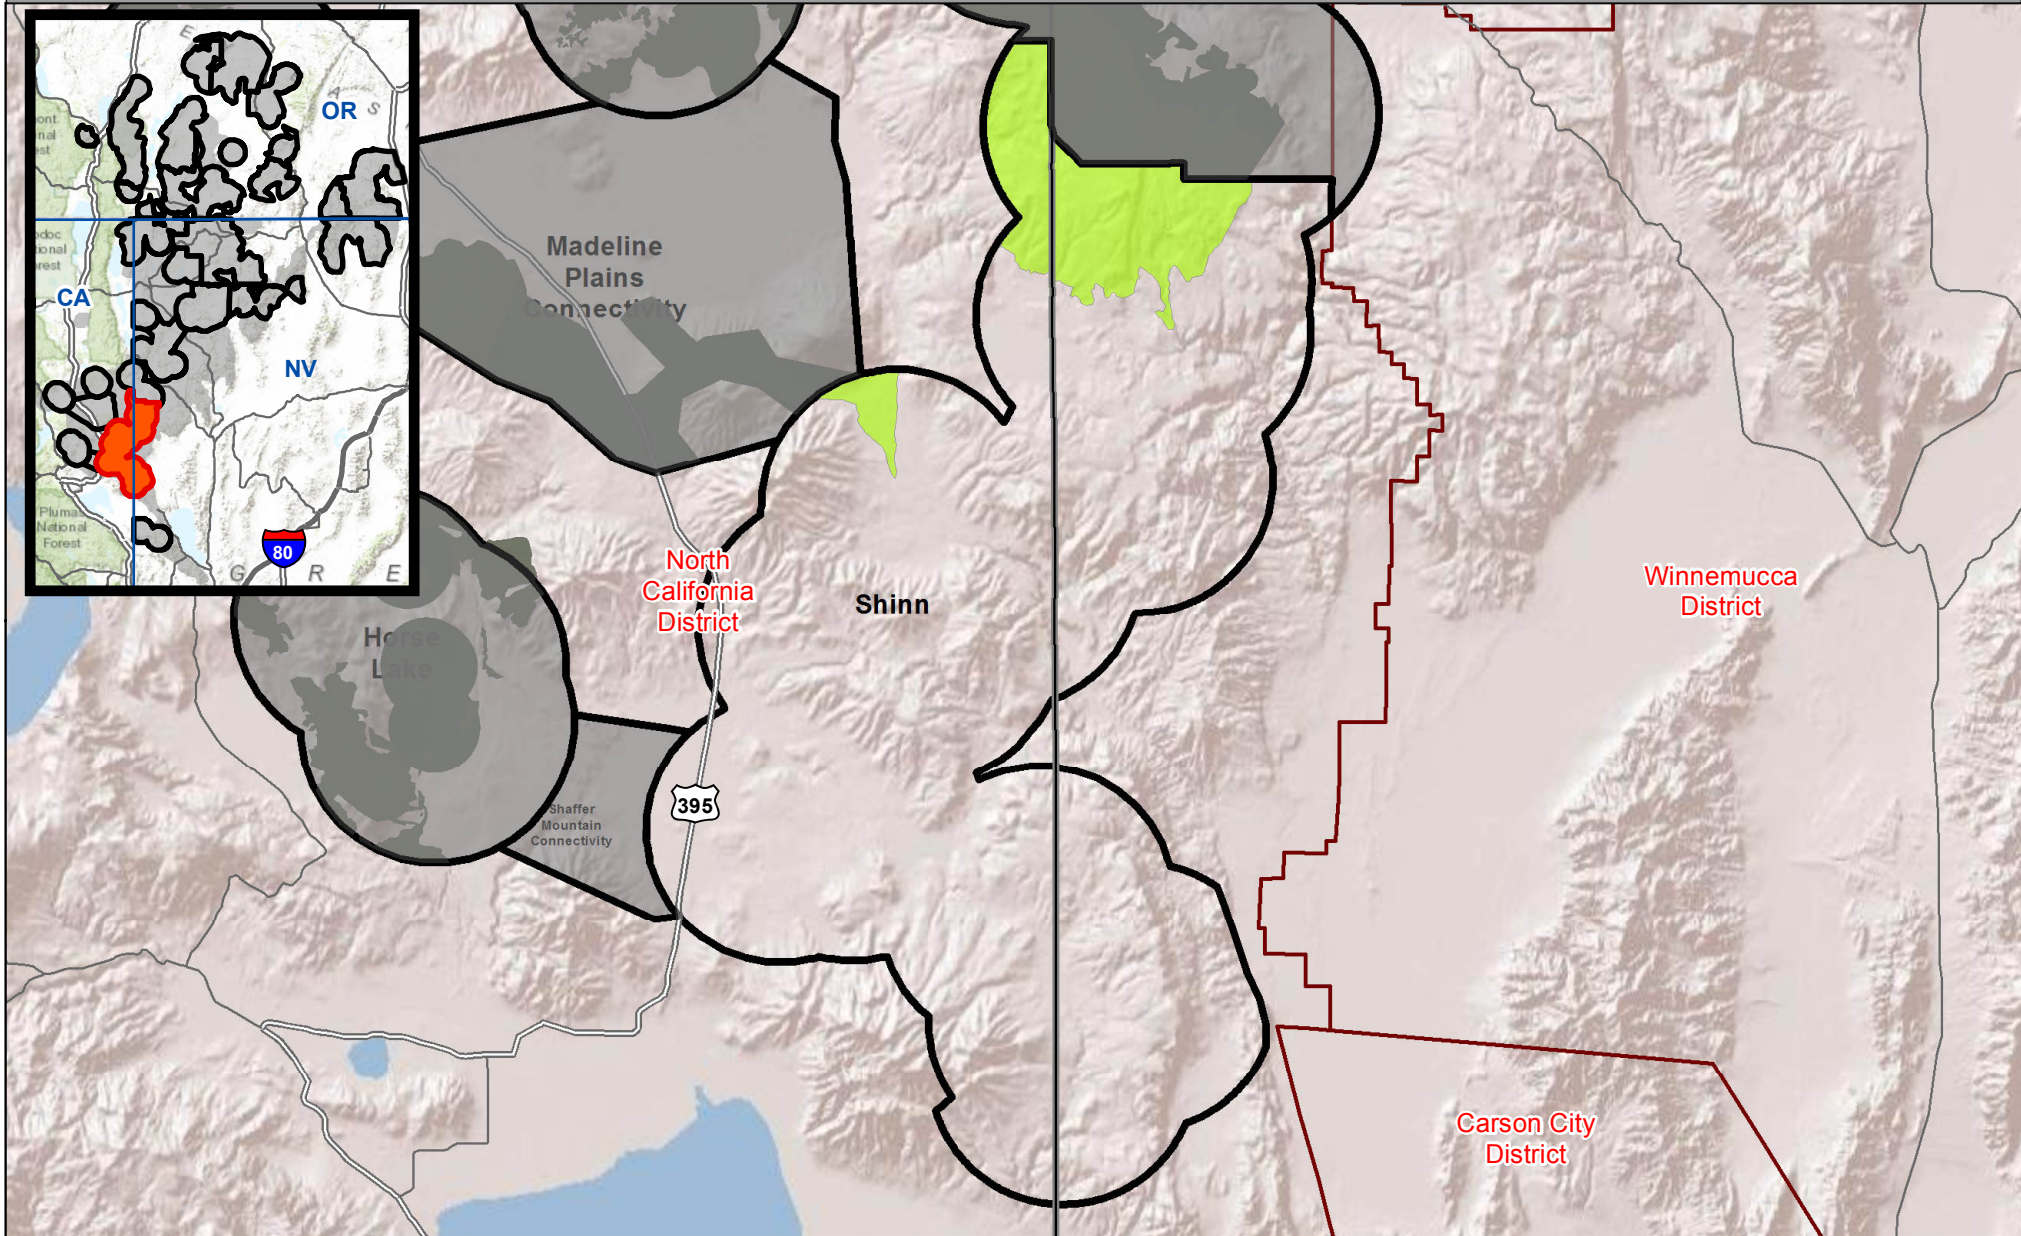 OR
CA
NV
Plumas
National
Forest
80
G R E
Madeline
Plains
Connectivity
North
California
District
Shinn
Winnemucca
District
Horse
Lake
395
Shaffer
Mountain
Connectivity
Carson City
District